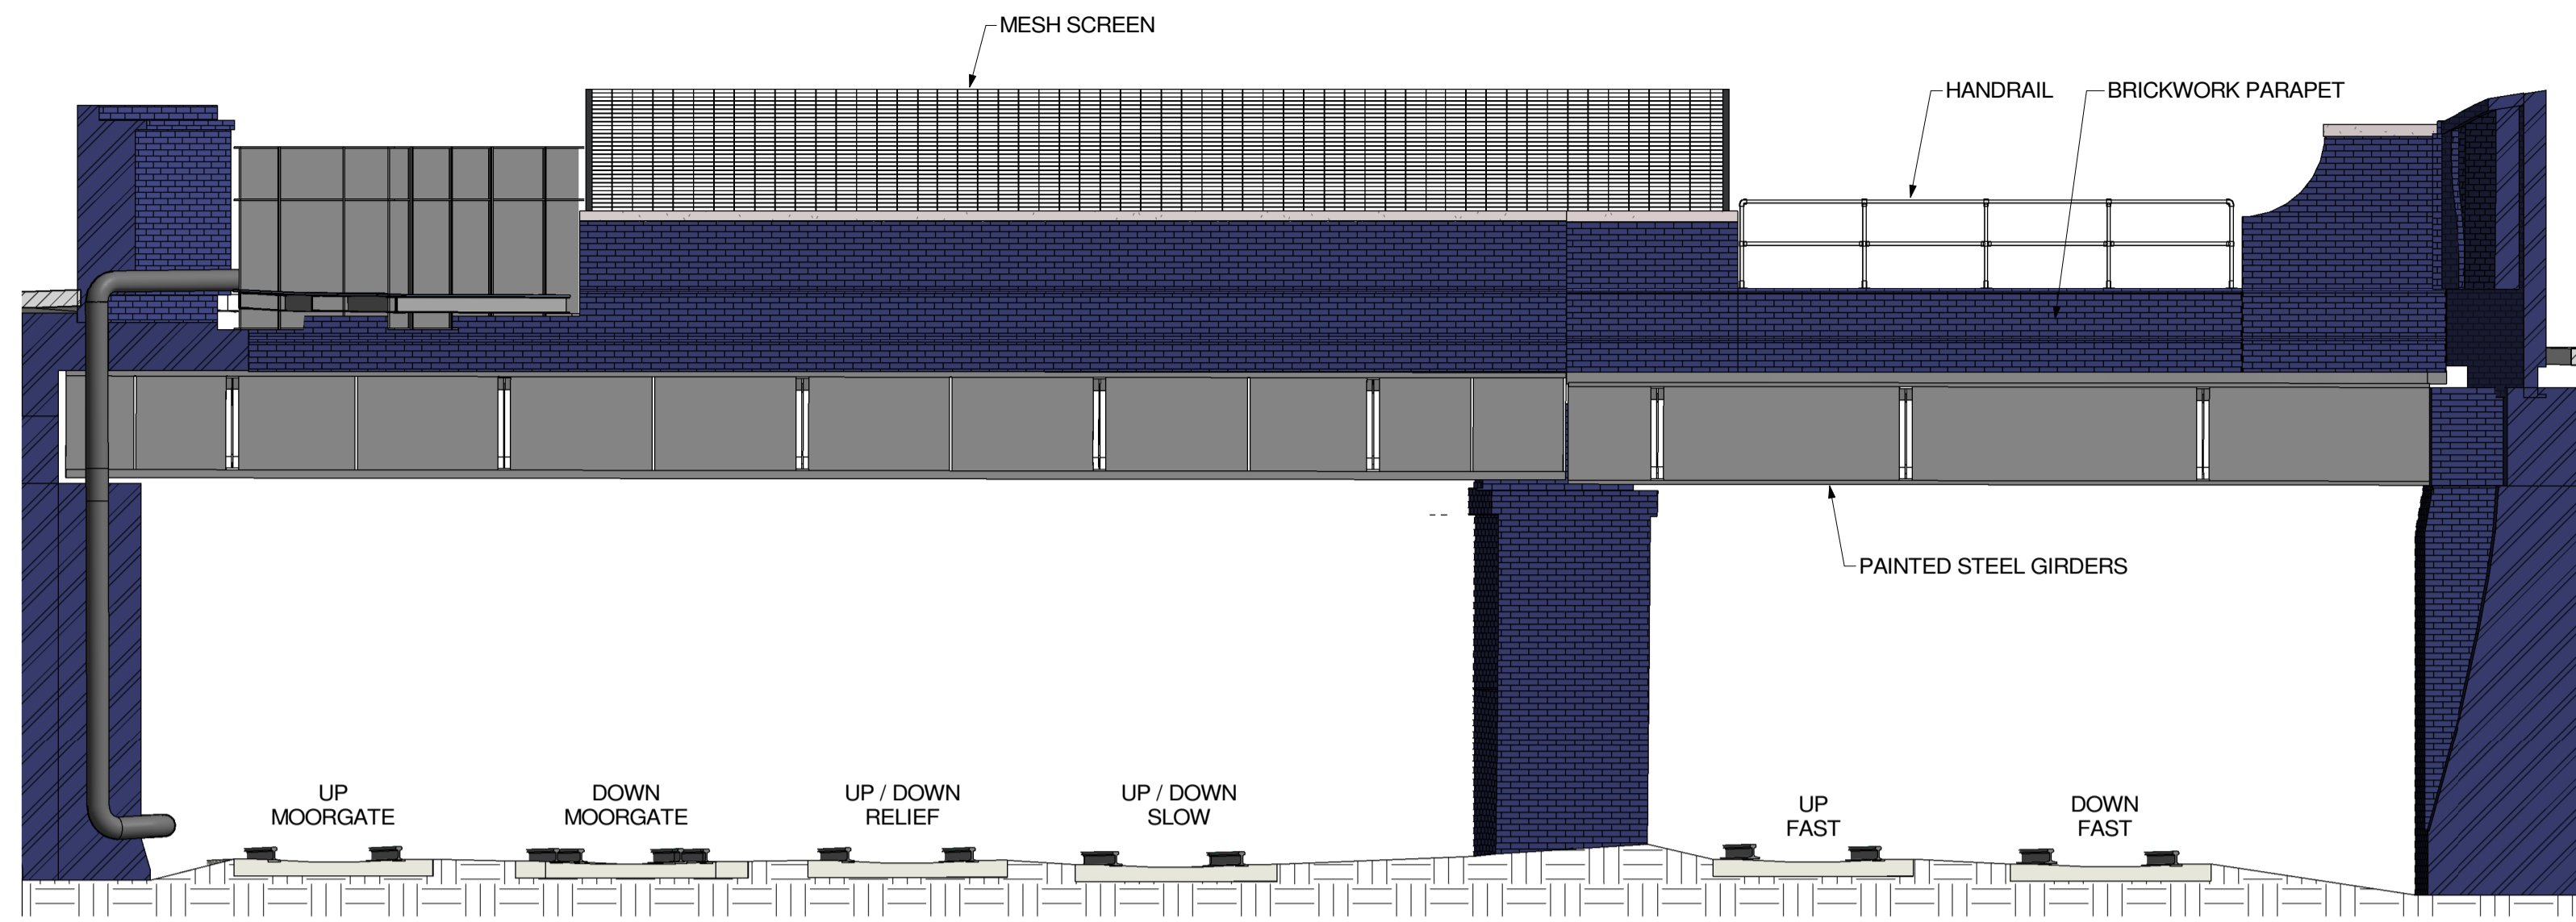 MESH SCREEN
HANDRAIL
BRICKWORK PARAPET
PAINTED STEEL GIRDERS
UP
MOORGATE
DOWN
MOORGATE
UP / DOWN
RELIEF
UP / DOWN
SLOW
UP
FAST
DOWN
FAST